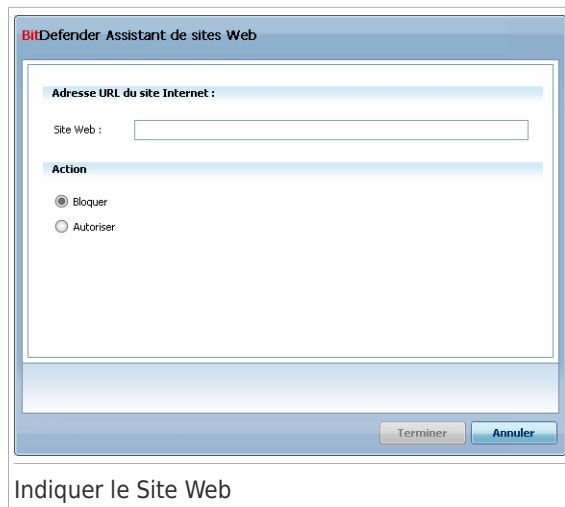 BitDefender Assistant de sites Web
Adresse URL du site Internet :
Site Web :
Action
Bloquer
Autoriser
Terminer
Annuler
Indiquer le Site Web